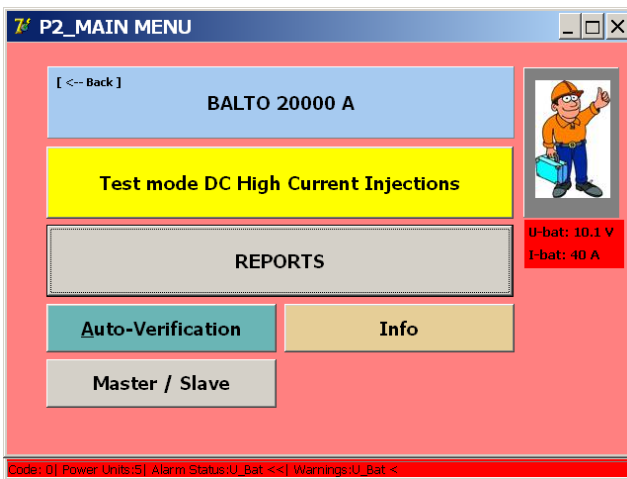 P2_MAIN MENU
[ <-- Back ]
BALTO 20000 A
Test mode DC High Current Injections
U-bat: 10.1 V
I-bat: 40 A
REPORTS
Auto-Verification
Info
Master / Slave
Code: 0| Power Units:5| Alarm Status:U_Bat <<| Warnings:U_Bat <